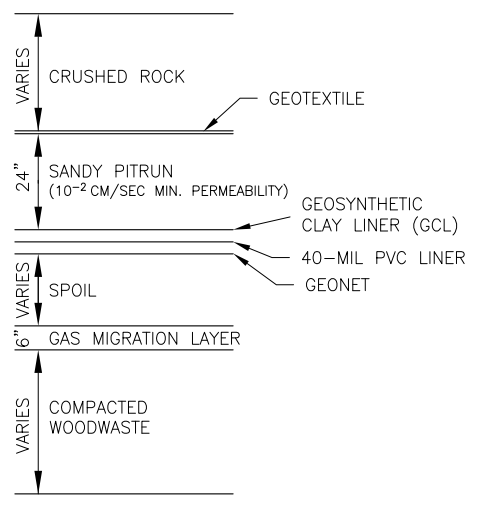 VARIES
CRUSHED ROCK
GEOTEXTILE
24"
SANDY PITRUN
(10⁻² CM/SEC MIN. PERMEABILITY)
GEOSYNTHETIC
CLAY LINER (GCL)
40-MIL PVC LINER
GEONET
VARIES
SPOIL
6"
GAS MIGRATION LAYER
VARIES
COMPACTED
WOODWASTE